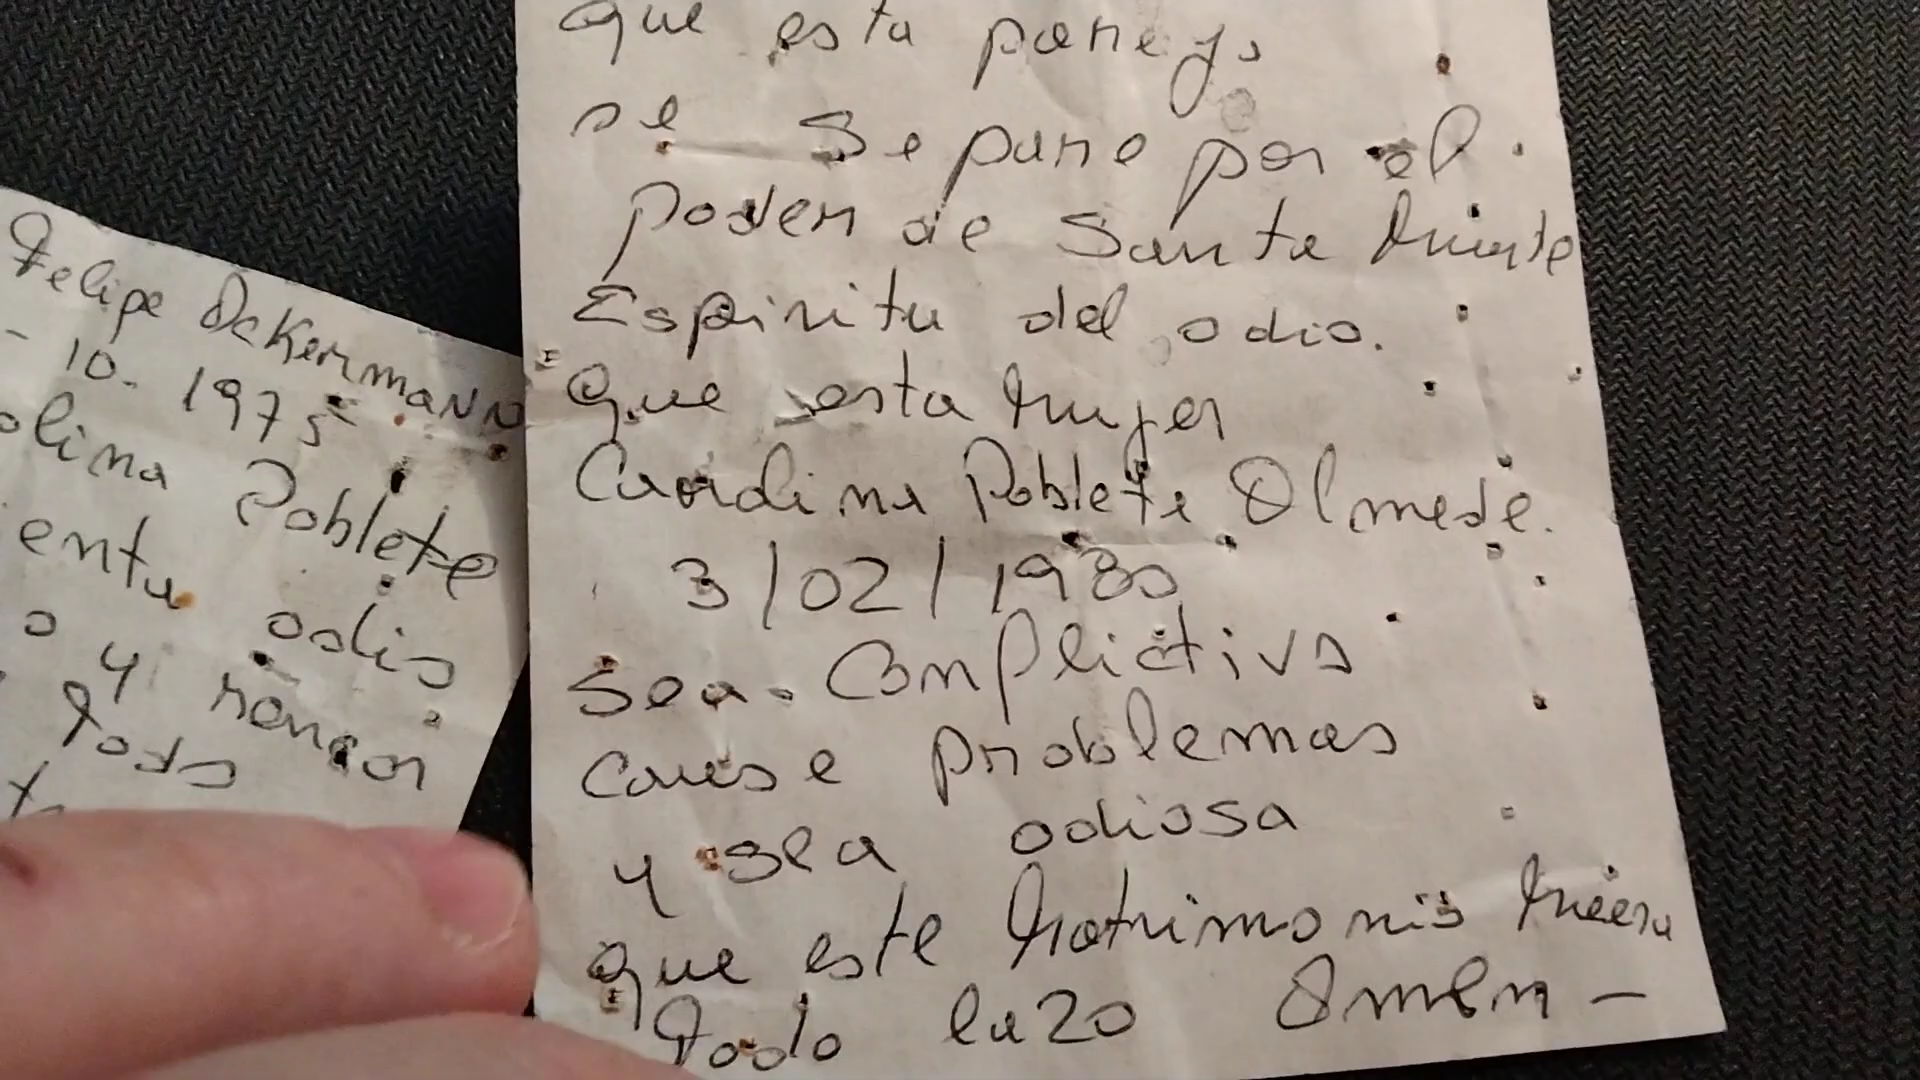 Felipe Ackermann
- 10. 1975
olina Poblete
entu odio
o y rencor
todo
que esta pareja
se Separe por el
poder de Santa Muerte
Espiritu del odio.
que esta Mujer
Carolina Poblete Olmede.
3/02/1980
sea. Conflictiva
cause problemas
y sea odiosa
que este Matrimonio Muera
Todo lazo Amen -